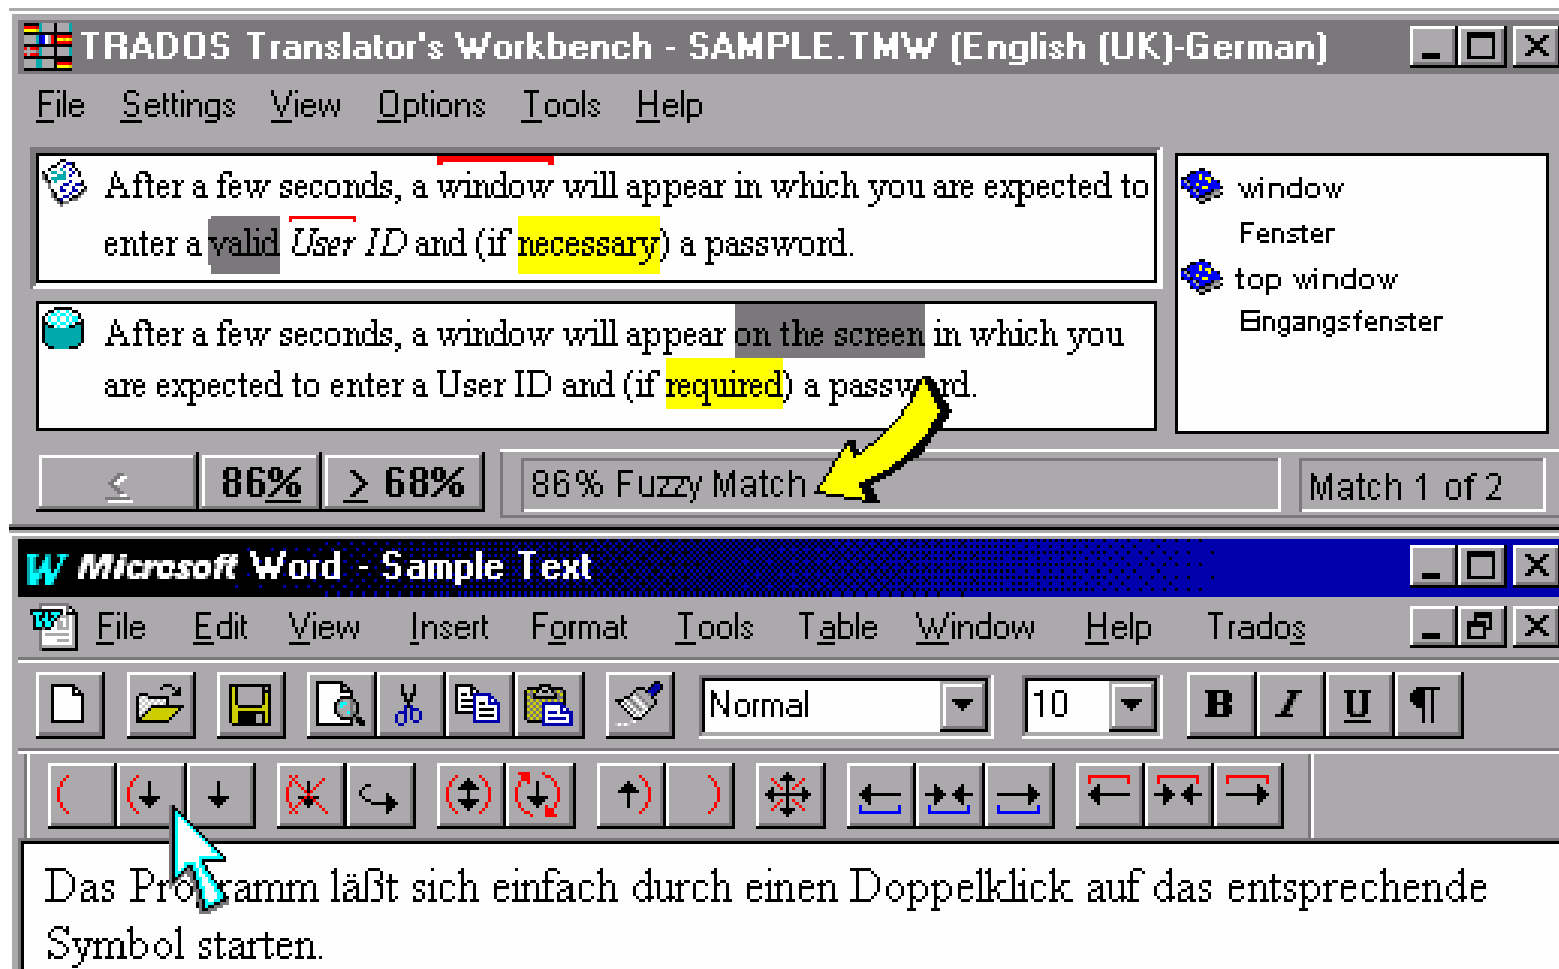 TRADOS Translator's Workbench - SAMPLE.TMW (English (UK)-German)
File Settings View Options Tools Help
After a few seconds, a window will appear in which you are expected to
enter a valid User ID and (if necessary) a password.
window
Fenster
top window
Eingangsfenster
After a few seconds, a window will appear on the screen in which you
are expected to enter a User ID and (if required) a password.
< 86% > 68% 86% Fuzzy Match Match 1 of 2
Microsoft Word - Sample Text
File Edit View Insert Format Tools Table Window Help Trados
Normal 10 B I U ¶
Das Programm läßt sich einfach durch einen Doppelklick auf das entsprechende
Symbol starten.